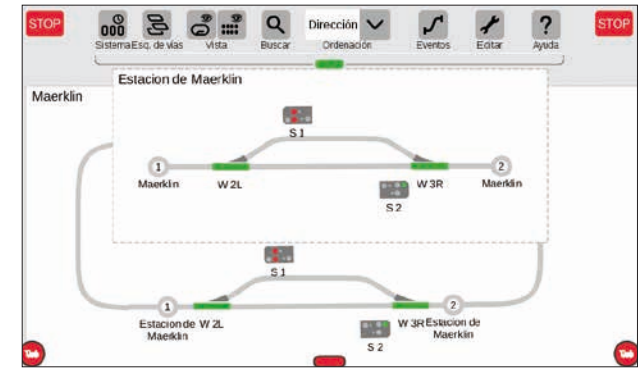 STOP
000
Dirección
STOP
Sistema Esq. de vías Vista Buscar Ordenación Eventos Editar Ayuda
Estacion de Maerklin
Maerklin
S 1
1
2
Maerklin W 2L W 3R Maerklin
S 2
S 1
1
2
Estacion de Maerklin W 2L W 3R Estacion de Maerklin
S 2